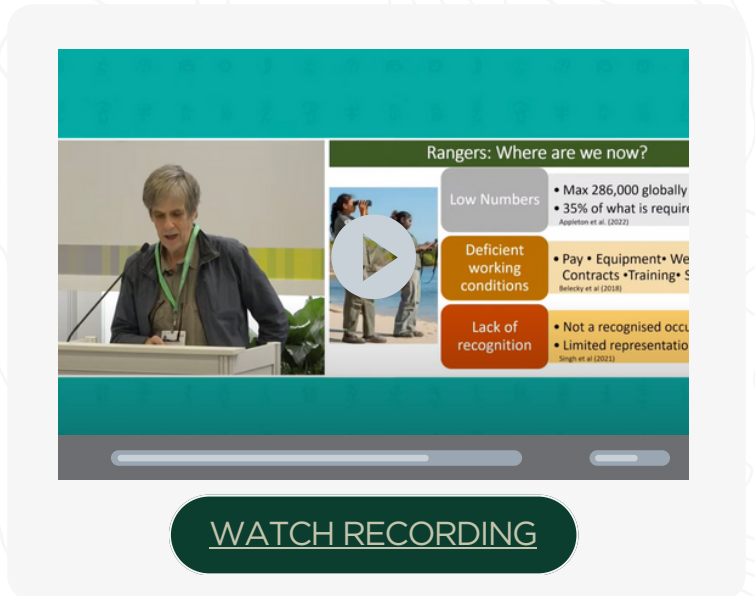 Rangers: Where are we now?
Low Numbers
• Max 286,000 globally
• 35% of what is require
Appleton et al. (2022)
Deficient
working
conditions
• Pay • Equipment• We
Contracts •Training• S
Belecky et al (2018)
Lack of
recognition
• Not a recognised occu
• Limited representatio
Singh et al (2021)
WATCH RECORDING